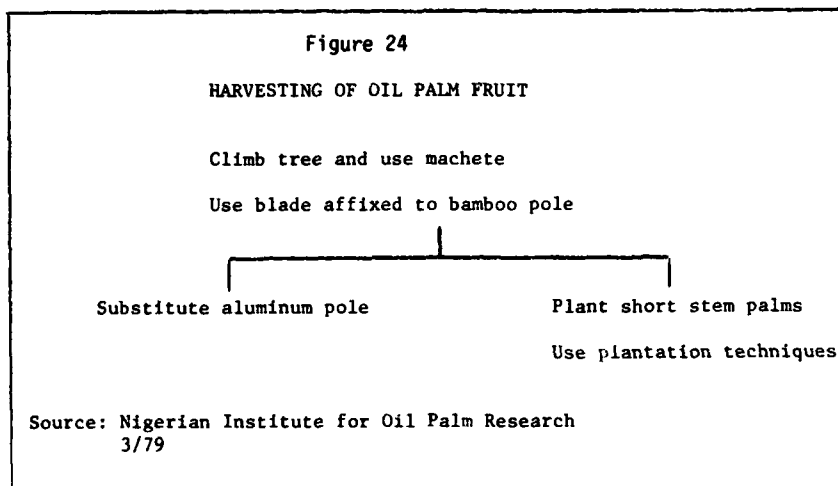 Figure 24
HARVESTING OF OIL PALM FRUIT
Climb tree and use machete
Use blade affixed to bamboo pole
Substitute aluminum pole
Plant short stem palms
Use plantation techniques
Source: Nigerian Institute for Oil Palm Research
3/79